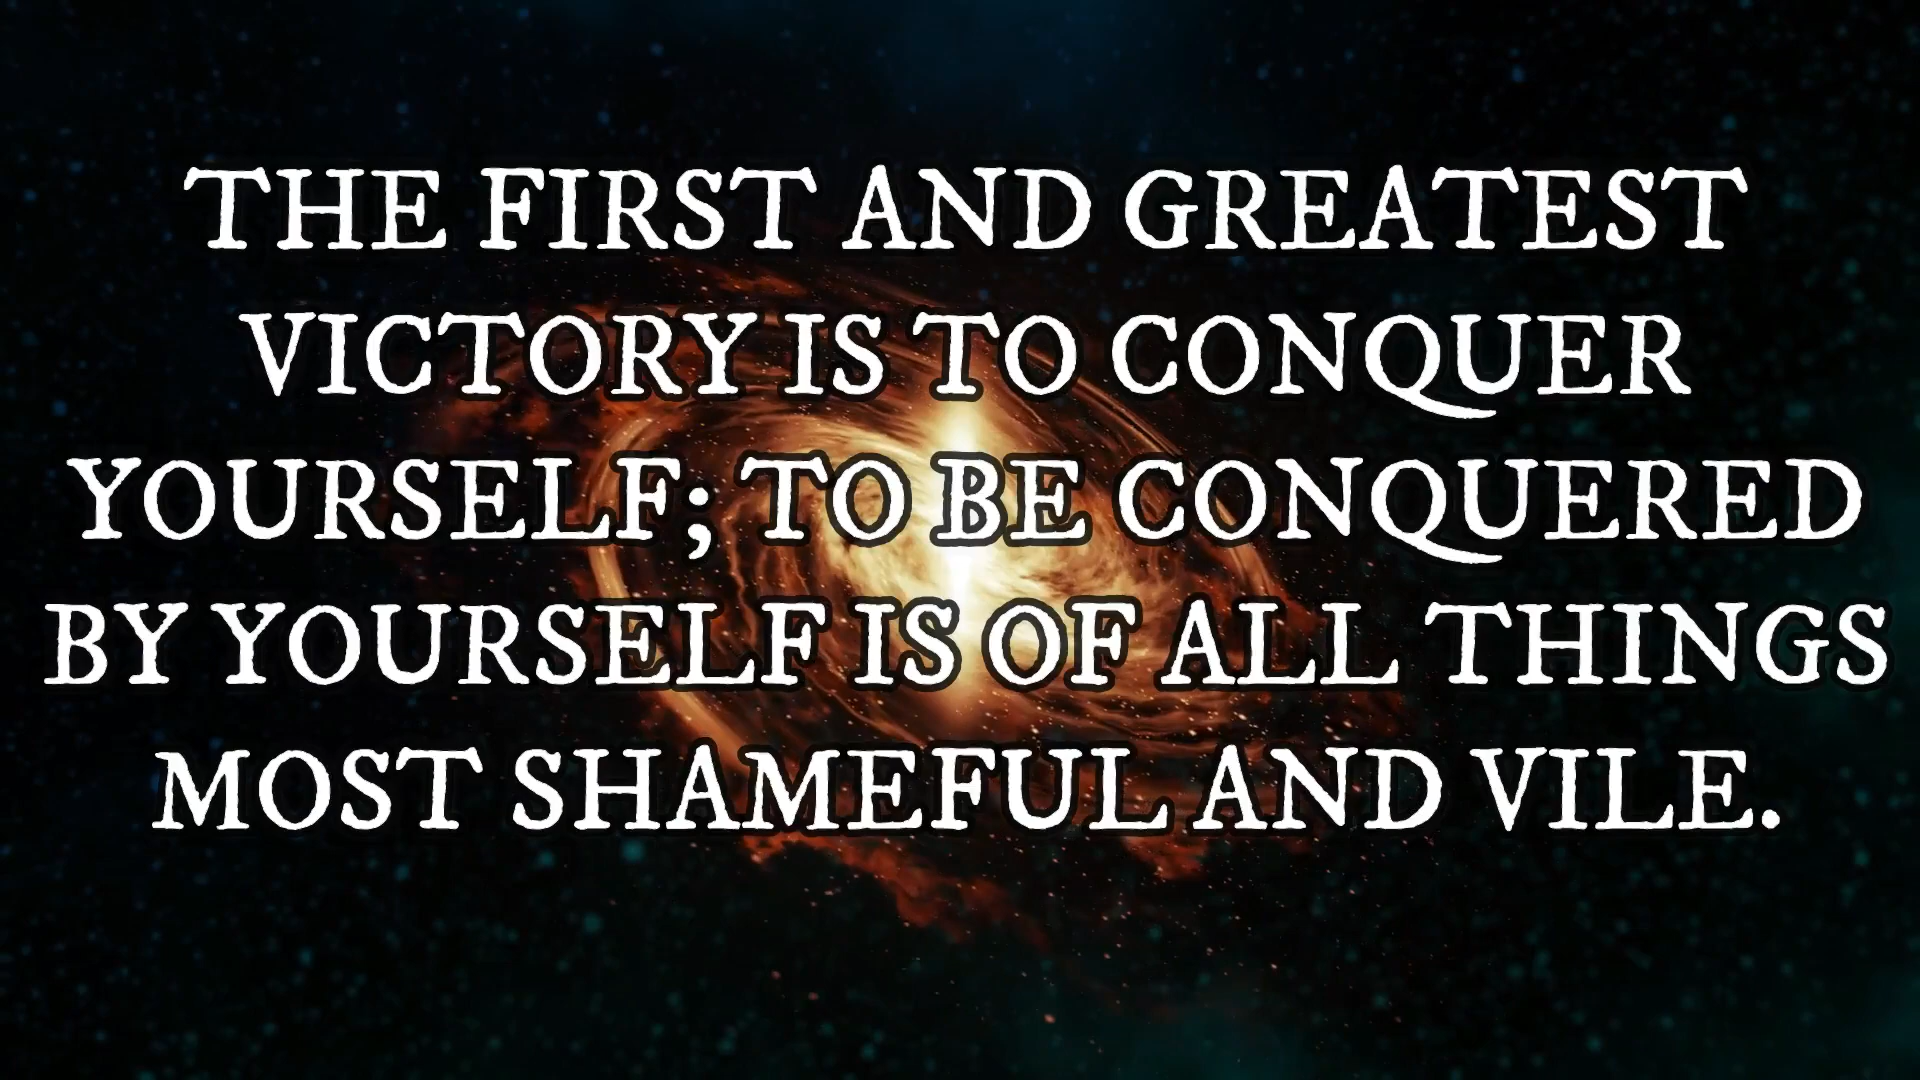 THE FIRST AND GREATEST
VICTORY IS TO CONQUER
YOURSELF; TO BE CONQUERED
BY YOURSELF IS OF ALL THINGS
MOST SHAMEFUL AND VILE.